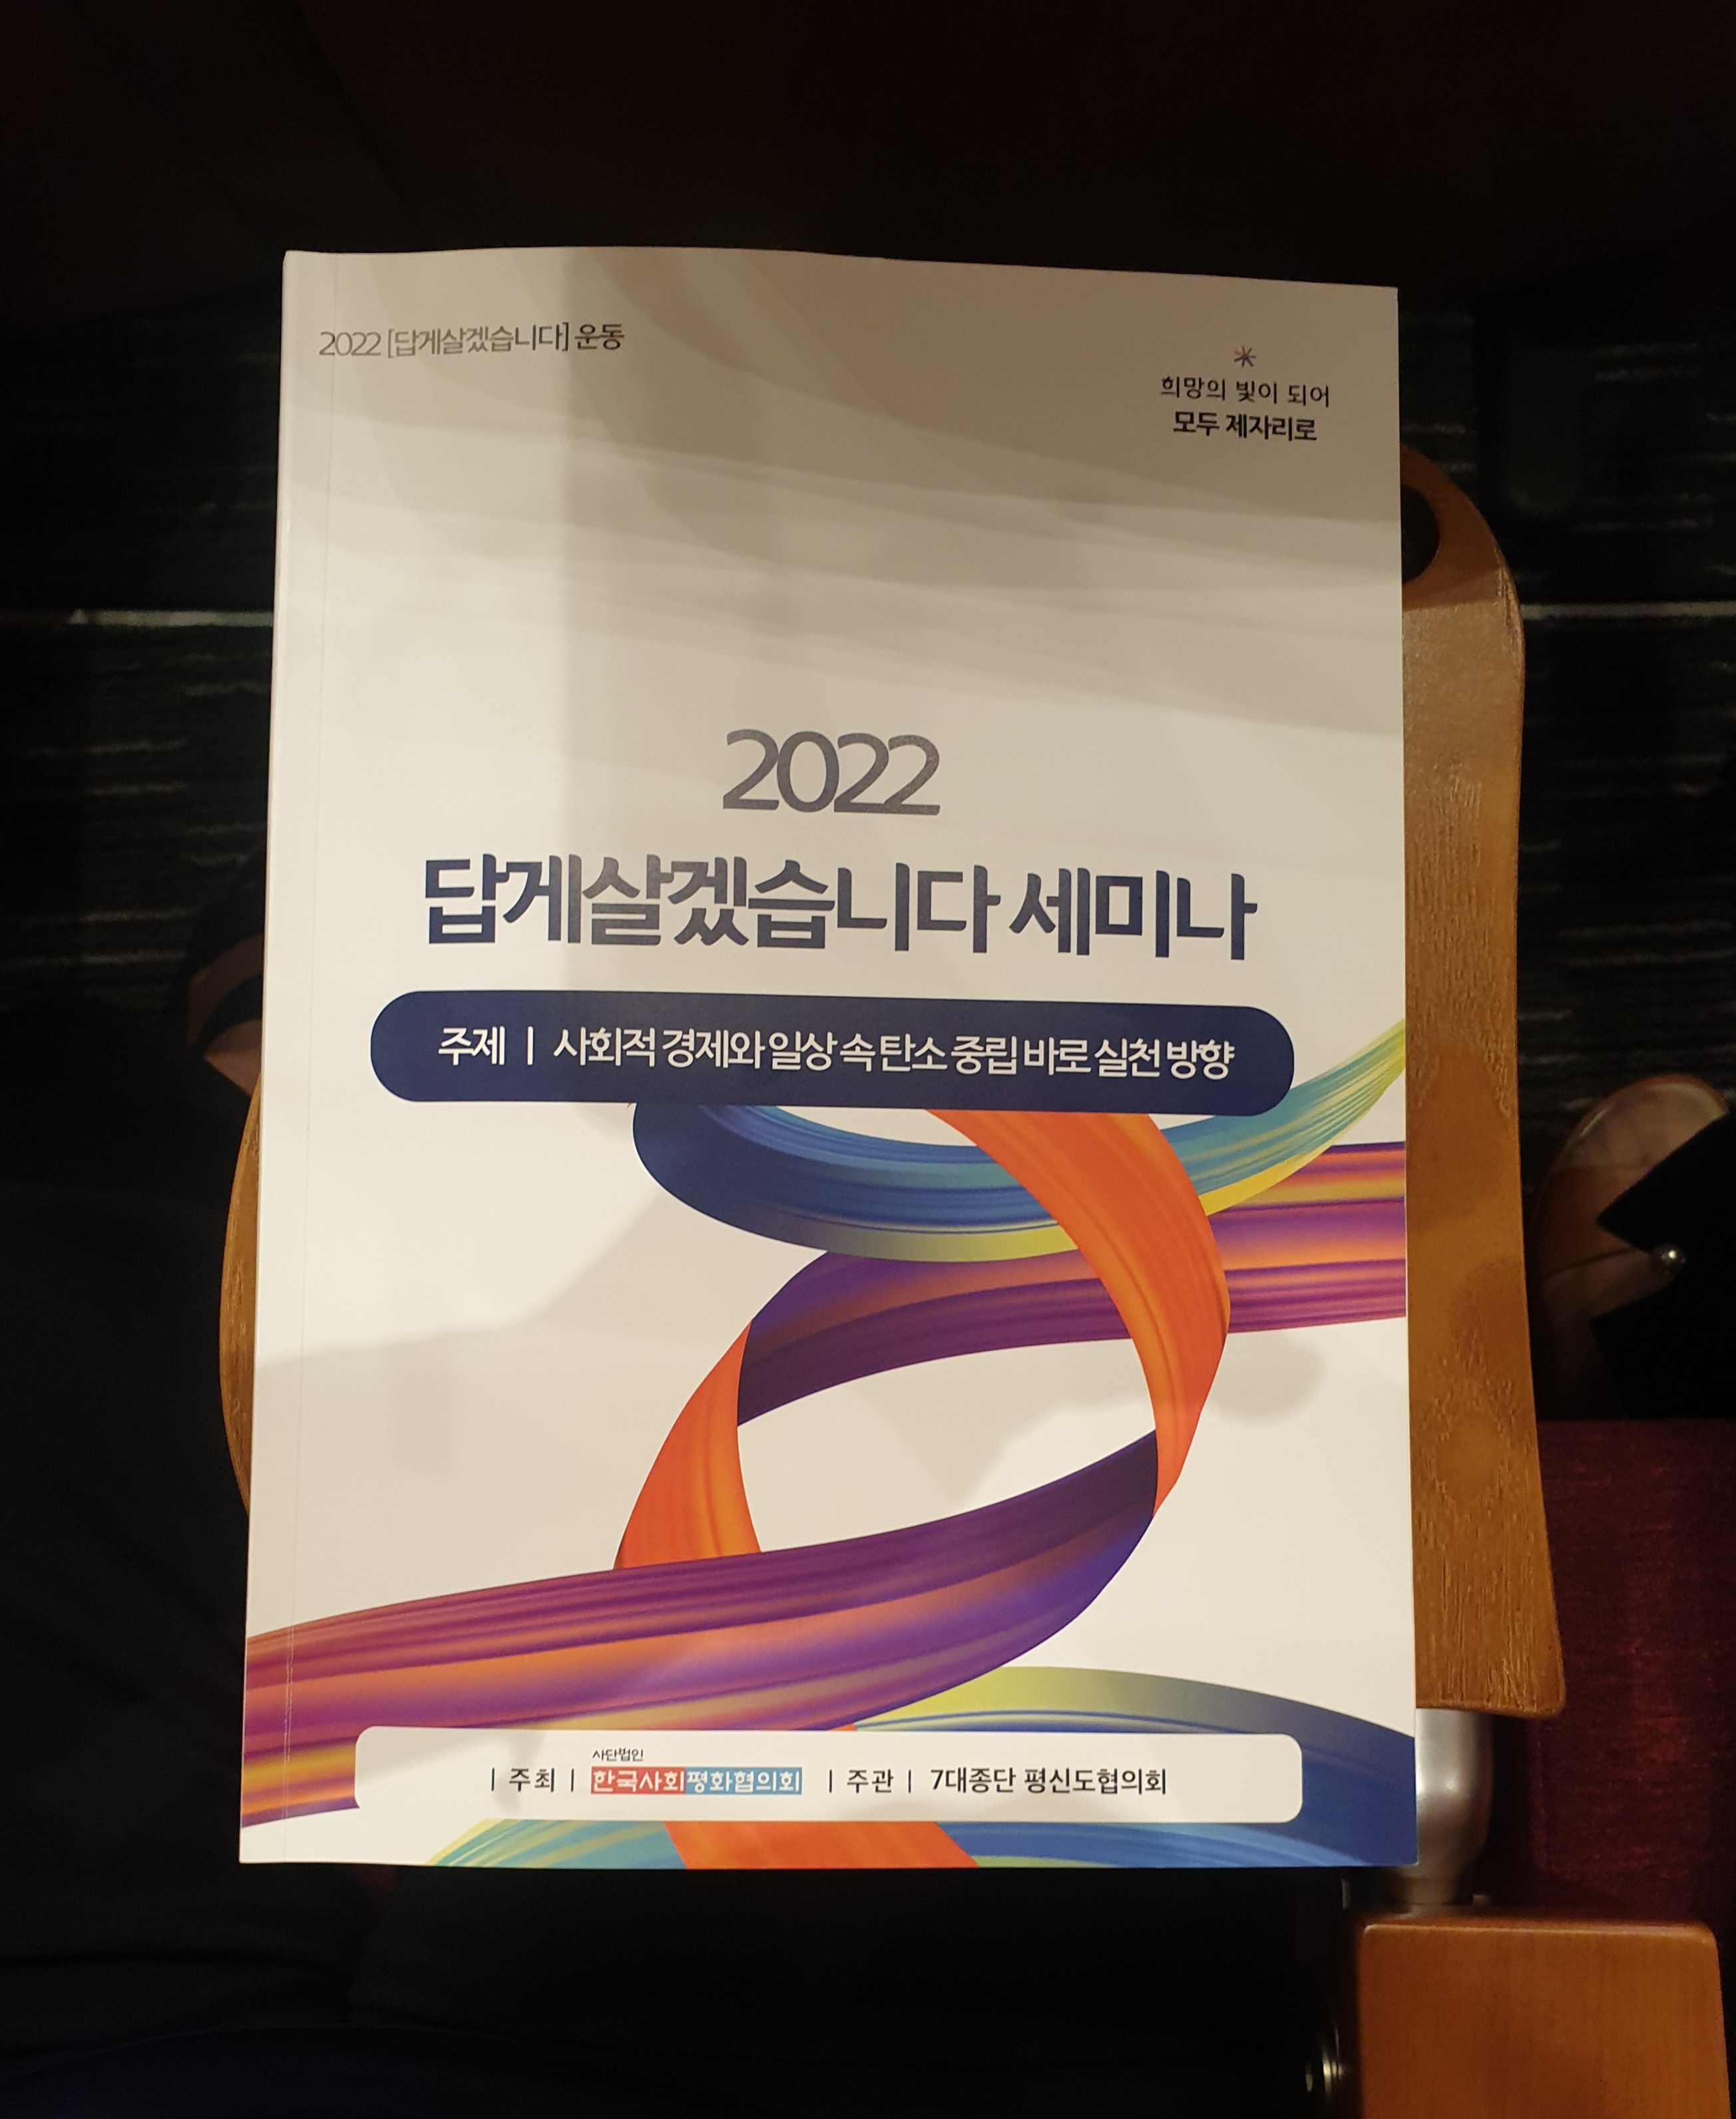 2022 [답게살겠습니다] 운동
희망의 빛이 되어
모두 제자리로
2022
답게살겠습니다 세미나
주제 | 사회적 경제와 일상 속 탄소 중립 바로 실천 방향
사단법인
| 주최 | 한국사회평화협의회 | 주관 | 7대종단 평신도협의회